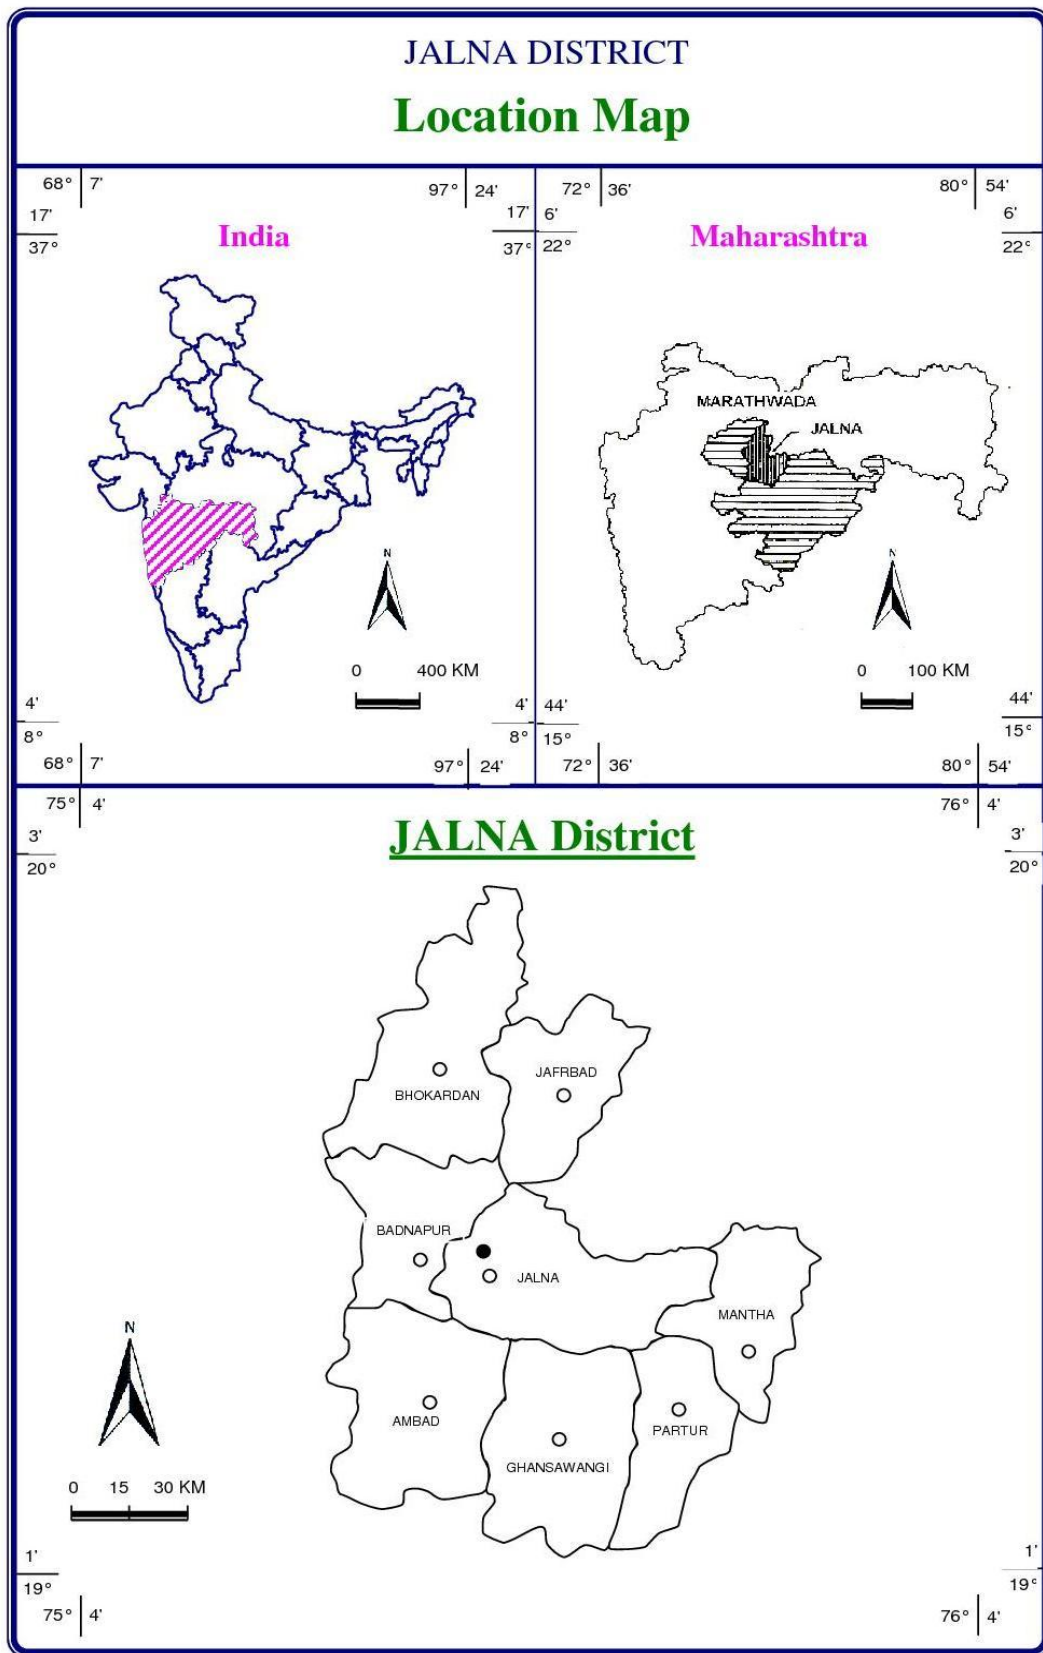 JALNA DISTRICT
Location Map
68° 7'
97° 24'
17'
37°
17'
37°
India
72° 36'
80° 54'
6'
22°
6'
22°
Maharashtra
MARATHWADA
JALNA
N
0 400 KM
N
0 100 KM
4'
8°
4'
8°
68° 7'
97° 24'
44'
15°
44'
15°
72° 36'
80° 54'
75° 4'
76° 4'
3'
20°
3'
20°
JALNA District
JAFRBAD
BHOKARDAN
BADNAPUR
JALNA
MANTHA
AMBAD
PARTUR
GHANSAWANGI
N
0 15 30 KM
1'
19°
1'
19°
75° 4'
76° 4'